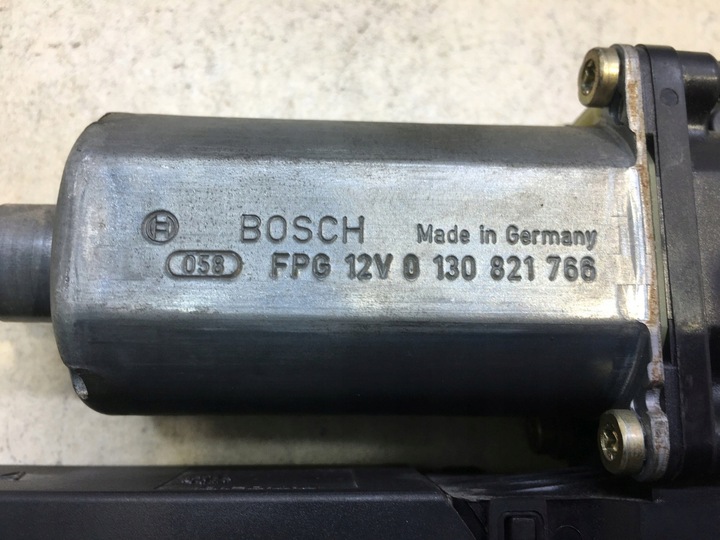 BOSCH Made in Germany
058 FPG 12V 0 130 821 766